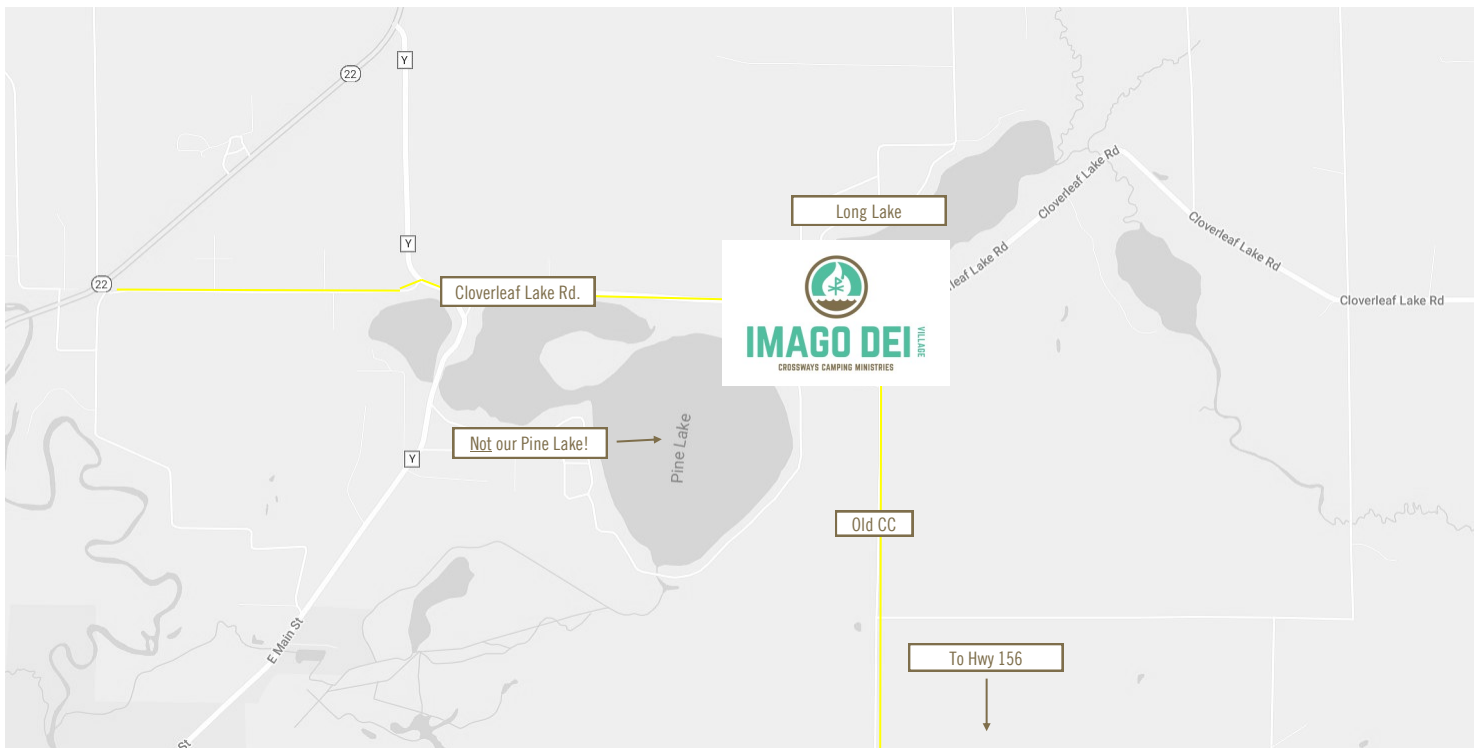 Y
22
Cloverleaf Lake Rd
Long Lake
Cloverleaf Lake Rd
Y
22
Cloverleaf Lake Rd.
leaf Lake Rd
Cloverleaf Lake Rd
IMAGO DEI
VILLAGE
CROSSWAYS CAMPING MINISTRIES
Not our Pine Lake!
Pine Lake
Y
Old CC
E Main St
To Hwy 156
St